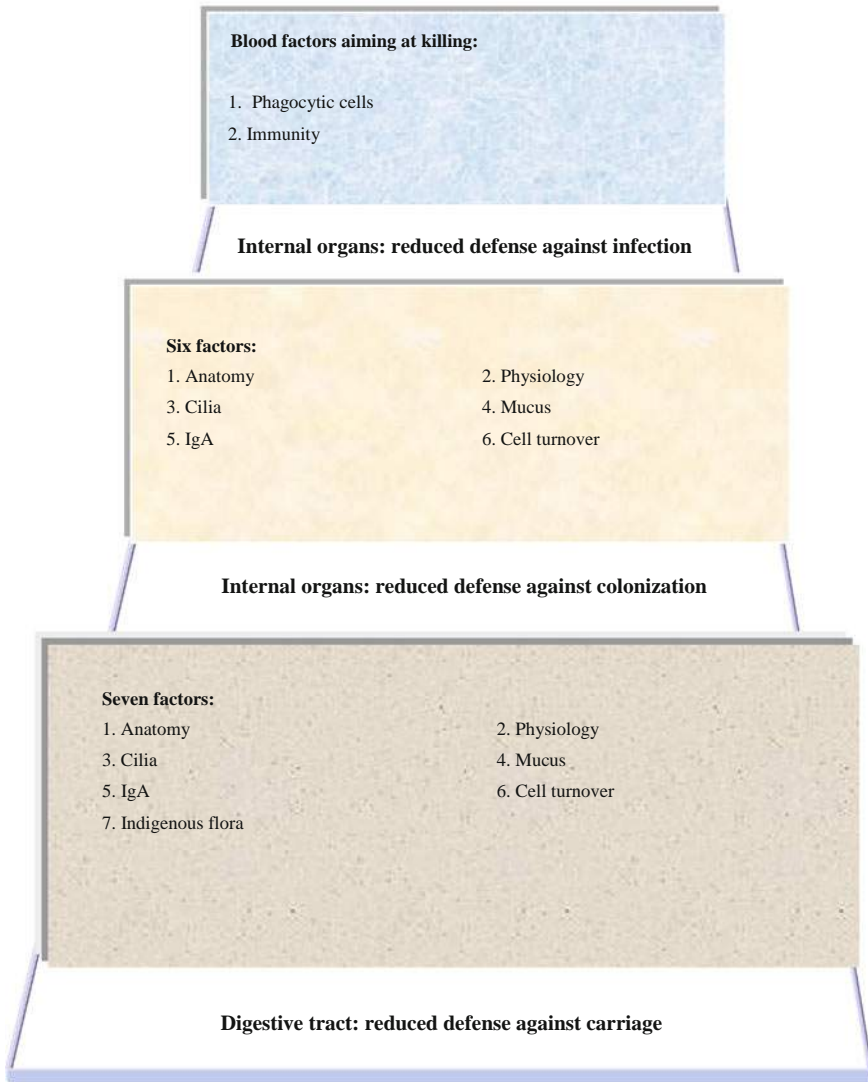 Blood factors aiming at killing:
1. Phagocytic cells
2. Immunity
Internal organs: reduced defense against infection
Six factors:
1. Anatomy 2. Physiology
3. Cilia 4. Mucus
5. IgA 6. Cell turnover
Internal organs: reduced defense against colonization
Seven factors:
1. Anatomy 2. Physiology
3. Cilia 4. Mucus
5. IgA 6. Cell turnover
7. Indigenous flora
Digestive tract: reduced defense against carriage